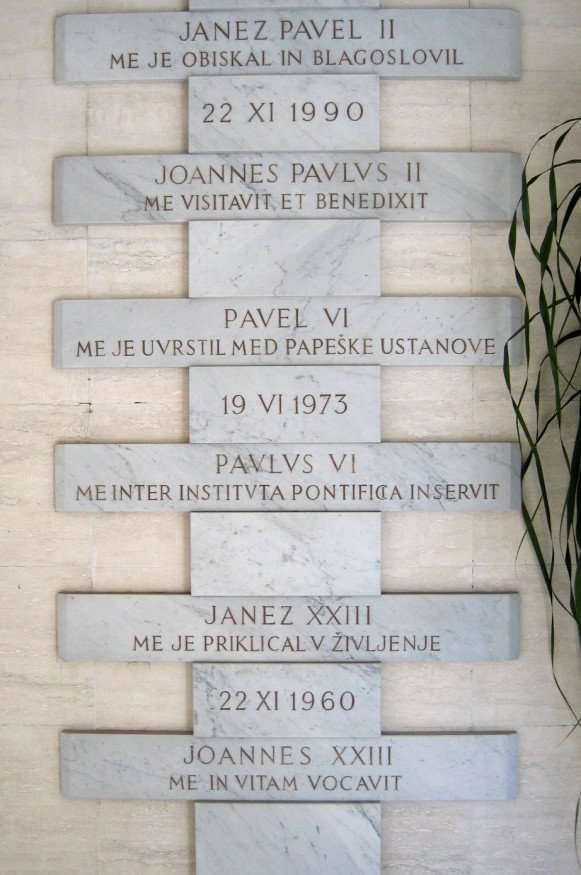 JANEZ PAVEL II
ME JE OBISKAL IN BLAGOSLOVIL
22 XI 1990
JOANNES PAVLVS II
ME VISITAVIT ET BENEDIXIT
PAVEL VI
ME JE UVRSTIL MED PAPEŠKE USTANOVE
19 VI 1973
PAVLVS VI
ME INTER INSTITVTA PONTIFICA INSERVIT
JANEZ XXIII
ME JE PRIKLICAL V ŽIVLJENJE
22 XI 1960
JOANNES XXIII
ME IN VITAM VOCAVIT